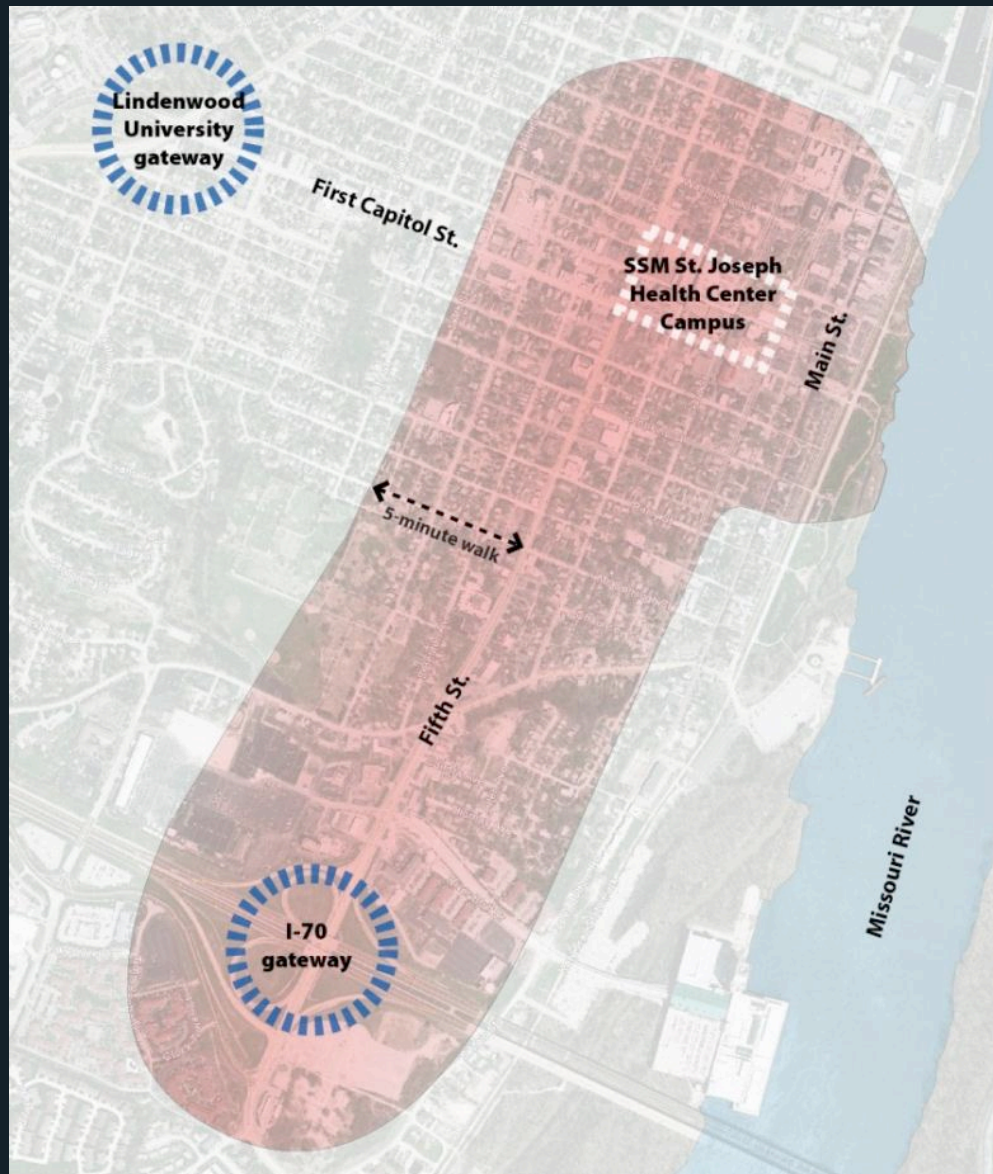 Lindenwood
University
gateway
First Capitol St.
SSM St. Joseph
Health Center
Campus
Main St.
5-minute walk
Fifth St.
I-70
gateway
Missouri River